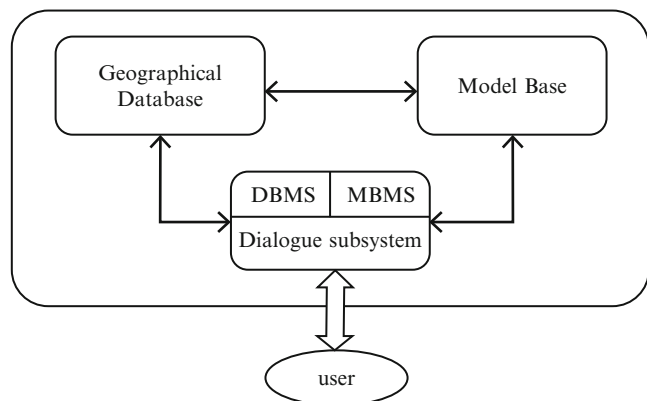 Geographical
Database
Model Base
DBMS
MBMS
Dialogue subsystem
user